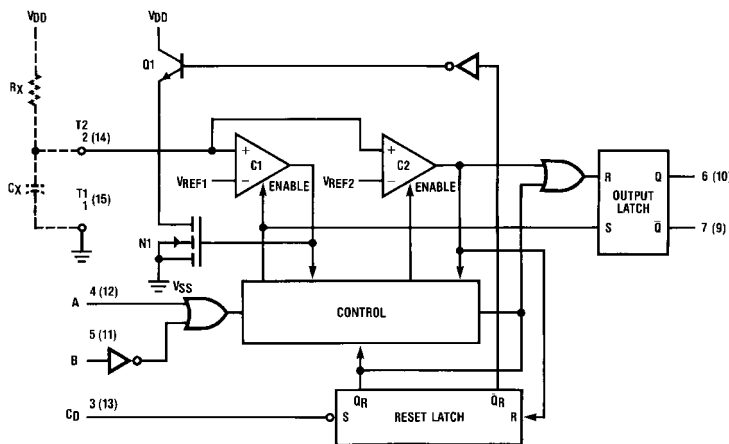 VDD
VDD
Q1
RX
T2
2 (14)
CX
T1
1 (15)
+
C1
−
VREF1
ENABLE
+
C2
−
VREF2
ENABLE
R
Q
OUTPUT
LATCH
S
Q̅
6 (10)
7 (9)
N1
VSS
4 (12)
A
5 (11)
B
CONTROL
3 (13)
CD
QR
Q̅R
S
RESET LATCH
R